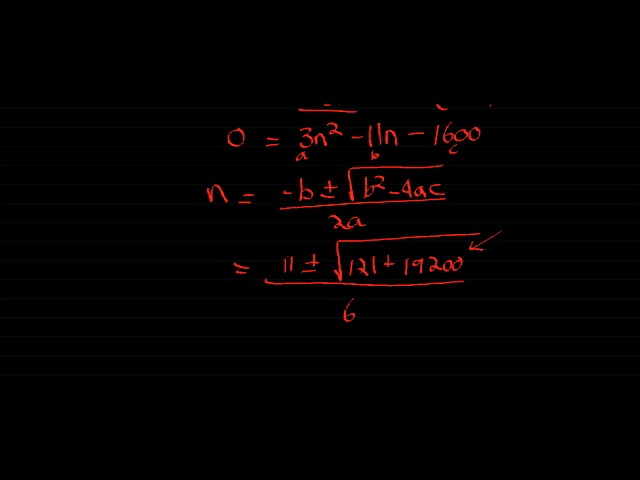 0 = 3n² - 11n - 1600
a b c
n = -b ± √b² - 4ac
2a
= 11 ± √121 + 19200
6